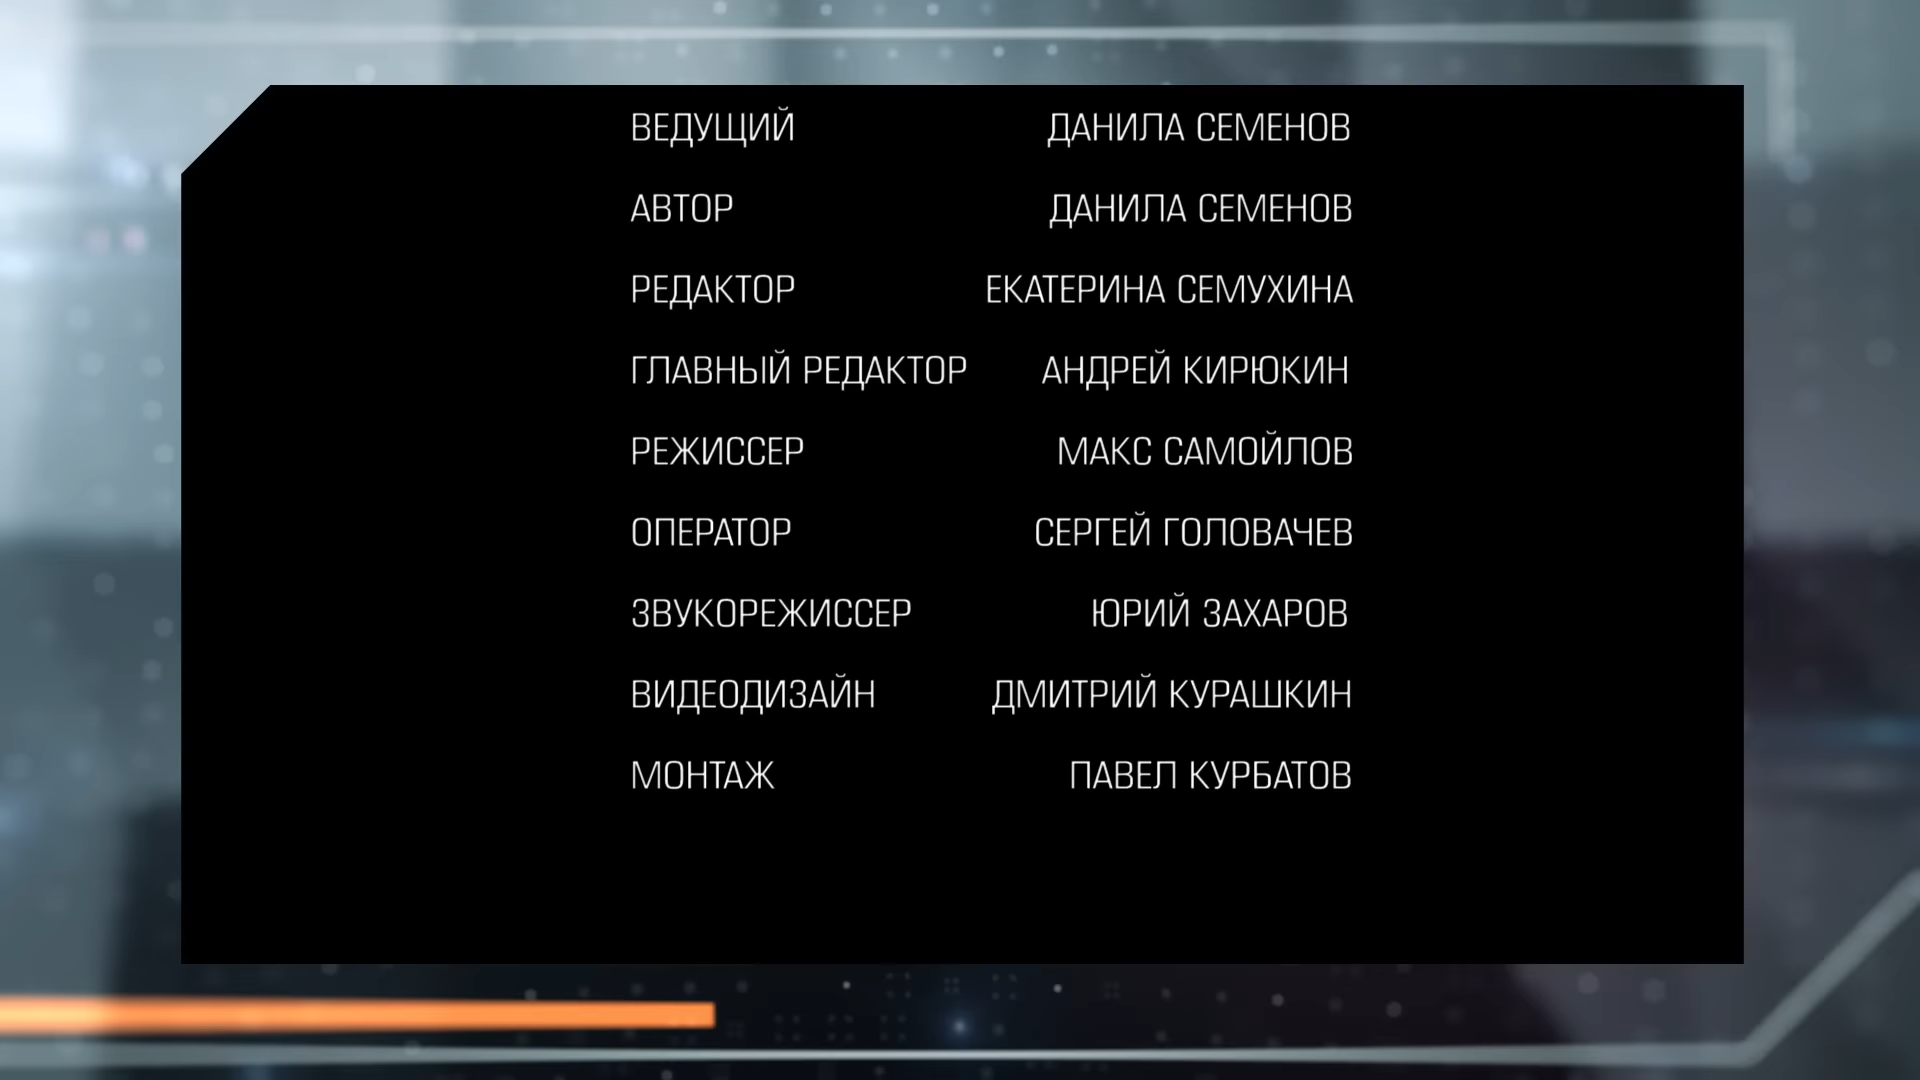 ВЕДУЩИЙ ДАНИЛА СЕМЕНОВ
АВТОР ДАНИЛА СЕМЕНОВ
РЕДАКТОР ЕКАТЕРИНА СЕМУХИНА
ГЛАВНЫЙ РЕДАКТОР АНДРЕЙ КИРЮКИН
РЕЖИССЕР МАКС САМОЙЛОВ
ОПЕРАТОР СЕРГЕЙ ГОЛОВАЧЕВ
ЗВУКОРЕЖИССЕР ЮРИЙ ЗАХАРОВ
ВИДЕОДИЗАЙН ДМИТРИЙ КУРАШКИН
МОНТАЖ ПАВЕЛ КУРБАТОВ